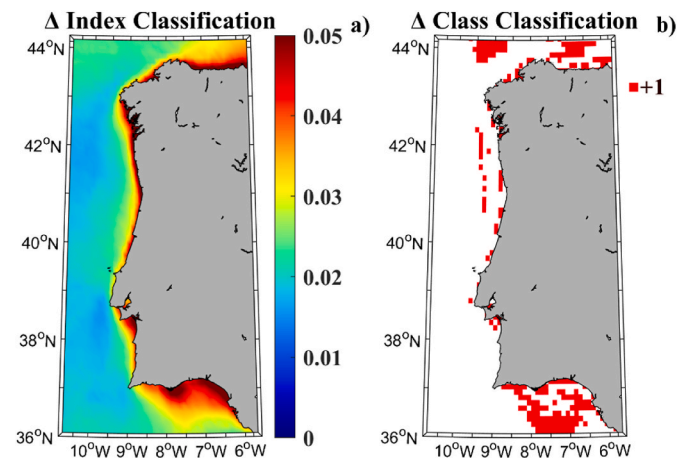 Δ Index Classification a)
Δ Class Classification b)
44°N
42°N
40°N
38°N
36°N
10°W 9°W 8°W 7°W 6°W
0.05
0.04
0.03
0.02
0.01
0
44°N
42°N
40°N
38°N
36°N
10°W 9°W 8°W 7°W 6°W
+1